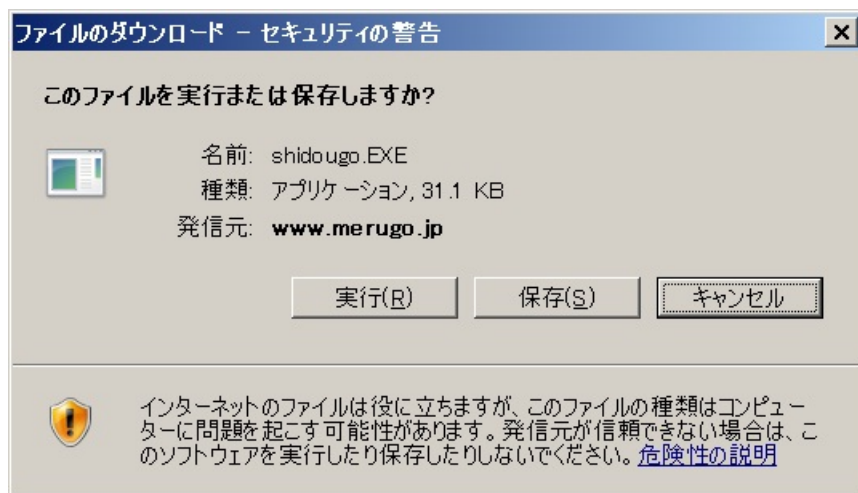 ファイルのダウンロード － セキュリティの警告
このファイルを実行または保存しますか?
名前: shidougo.EXE
種類: アプリケーション, 31.1 KB
発信元: www.merugo.jp
実行(R) 保存(S) キャンセル
インターネットのファイルは役に立ちますが、このファイルの種類はコンピュー
ターに問題を起こす可能性があります。発信元が信頼できない場合は、こ
のソフトウェアを実行したり保存したりしないでください。危険性の説明